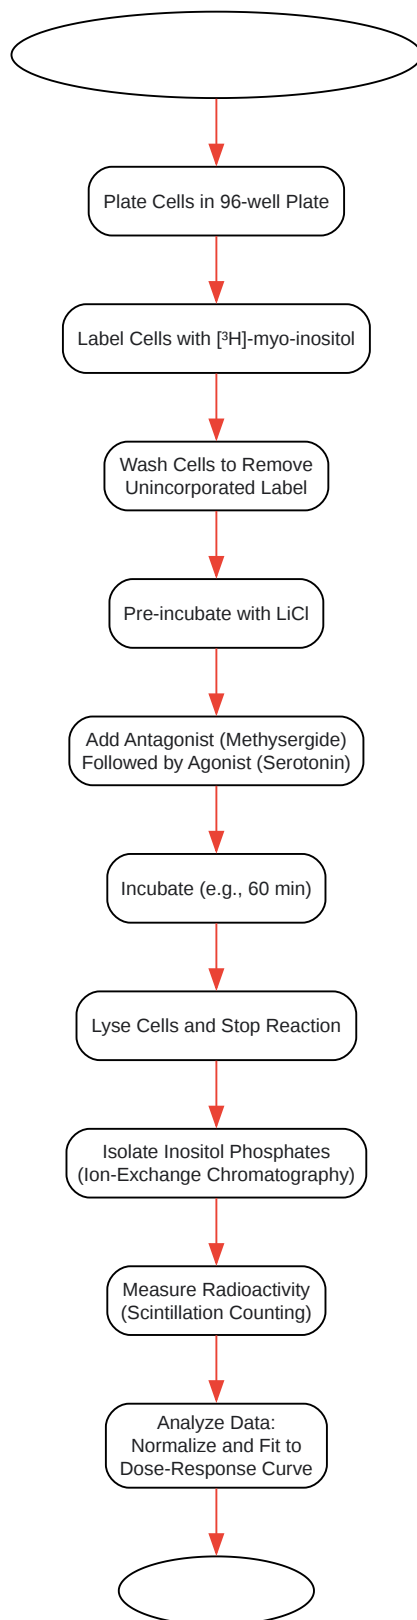 Plate Cells in 96-well Plate
Label Cells with [³H]-myo-inositol
Wash Cells to Remove
Unincorporated Label
Pre-incubate with LiCl
Add Antagonist (Methysergide)
Followed by Agonist (Serotonin)
Incubate (e.g., 60 min)
Lyse Cells and Stop Reaction
Isolate Inositol Phosphates
(Ion-Exchange Chromatography)
Measure Radioactivity
(Scintillation Counting)
Analyze Data:
Normalize and Fit to
Dose-Response Curve